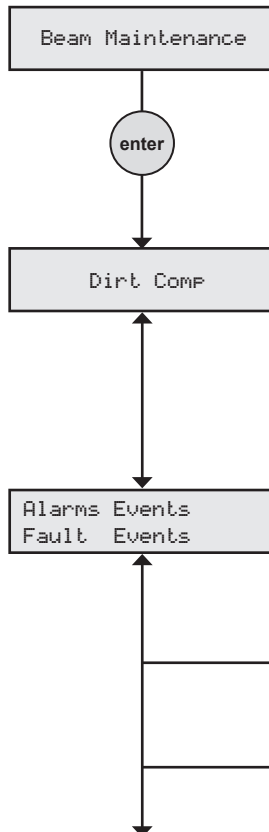 Beam Maintenance
enter
Dirt Comp
Alarms Events
Fault Events